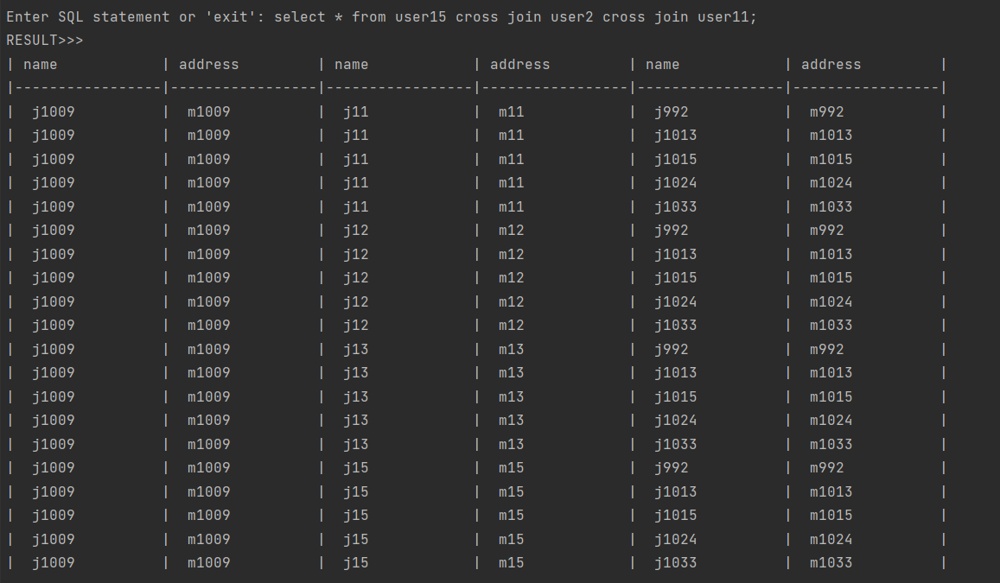 Enter SQL statement or 'exit': select * from user15 cross join user2 cross join user11;
RESULT>>>
| name            | address         | name            | address         | name            | address         |
|-----------------|-----------------|-----------------|-----------------|-----------------|-----------------|
|  j1009          |  m1009          |  j11            |  m11            |  j992           |  m992           |
|  j1009          |  m1009          |  j11            |  m11            |  j1013          |  m1013          |
|  j1009          |  m1009          |  j11            |  m11            |  j1015          |  m1015          |
|  j1009          |  m1009          |  j11            |  m11            |  j1024          |  m1024          |
|  j1009          |  m1009          |  j11            |  m11            |  j1033          |  m1033          |
|  j1009          |  m1009          |  j12            |  m12            |  j992           |  m992           |
|  j1009          |  m1009          |  j12            |  m12            |  j1013          |  m1013          |
|  j1009          |  m1009          |  j12            |  m12            |  j1015          |  m1015          |
|  j1009          |  m1009          |  j12            |  m12            |  j1024          |  m1024          |
|  j1009          |  m1009          |  j12            |  m12            |  j1033          |  m1033          |
|  j1009          |  m1009          |  j13            |  m13            |  j992           |  m992           |
|  j1009          |  m1009          |  j13            |  m13            |  j1013          |  m1013          |
|  j1009          |  m1009          |  j13            |  m13            |  j1015          |  m1015          |
|  j1009          |  m1009          |  j13            |  m13            |  j1024          |  m1024          |
|  j1009          |  m1009          |  j13            |  m13            |  j1033          |  m1033          |
|  j1009          |  m1009          |  j15            |  m15            |  j992           |  m992           |
|  j1009          |  m1009          |  j15            |  m15            |  j1013          |  m1013          |
|  j1009          |  m1009          |  j15            |  m15            |  j1015          |  m1015          |
|  j1009          |  m1009          |  j15            |  m15            |  j1024          |  m1024          |
|  j1009          |  m1009          |  j15            |  m15            |  j1033          |  m1033          |